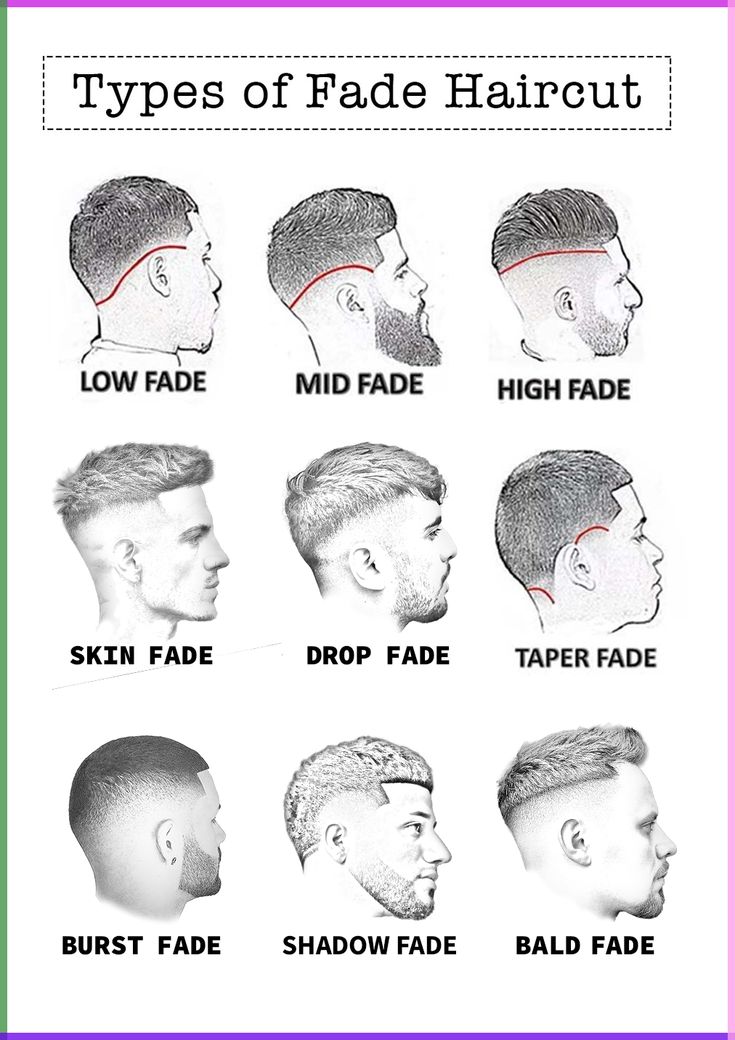 Types of Fade Haircut
LOW FADE
MID FADE
HIGH FADE
SKIN FADE
DROP FADE
TAPER FADE
BURST FADE
SHADOW FADE
BALD FADE